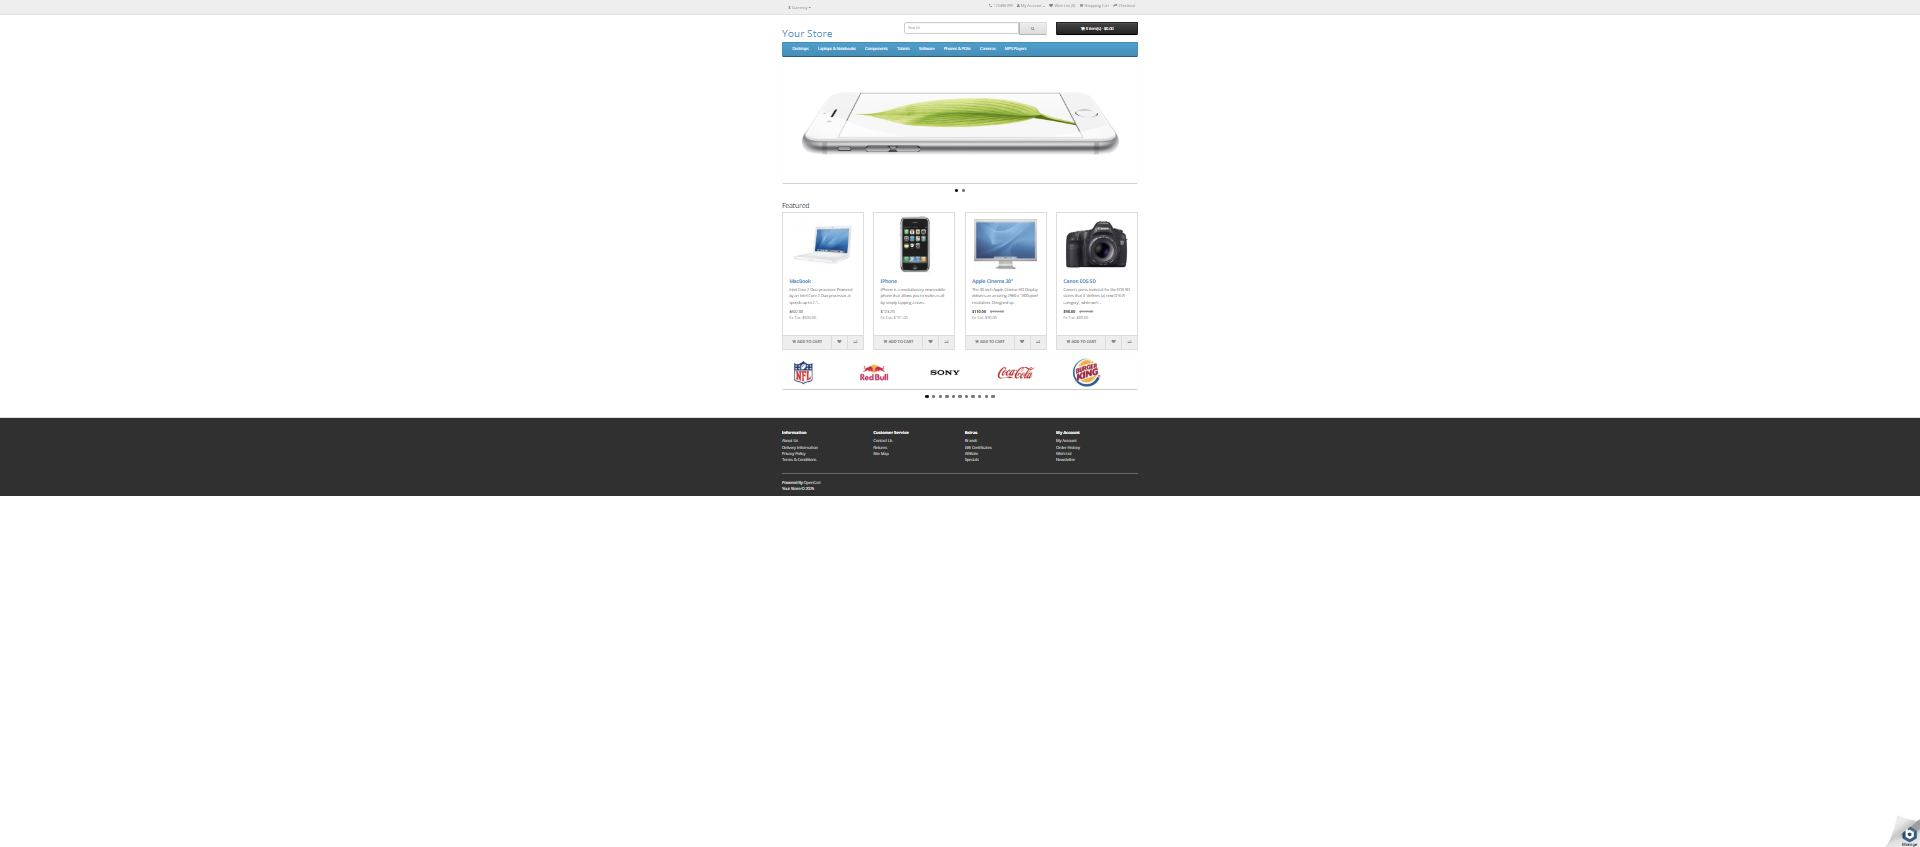 $ Currency
123456789 My Account Wish List (0) Shopping Cart Checkout
Your Store
Search
0 item(s) - $0.00
Desktops Laptops & Notebooks Components Tablets Software Phones & PDAs Cameras MP3 Players
Featured
MacBook
Intel Core 2 Duo processor Powered
by an Intel Core 2 Duo processor at
speeds up to 2.1..
$602.00
Ex Tax: $500.00
ADD TO CART
iPhone
iPhone is a revolutionary new mobile
phone that allows you to make a call
by simply tapping a nam..
$123.20
Ex Tax: $101.00
ADD TO CART
Apple Cinema 30"
The 30-inch Apple Cinema HD Display
delivers an amazing 2560 x 1600 pixel
resolution. Designed sp..
$110.00
Ex Tax: $90.00
ADD TO CART
Canon EOS 5D
Canon's press material for the EOS 5D
states that it 'defines (a) new D-SLR
category', while we'r..
$98.00
Ex Tax: $80.00
ADD TO CART
NFL
Red Bull
SONY
Coca-Cola
BURGER KING
Information
About Us
Delivery Information
Privacy Policy
Terms & Conditions
Customer Service
Contact Us
Returns
Site Map
Extras
Brands
Gift Certificates
Affiliate
Specials
My Account
My Account
Order History
Wish List
Newsletter
Powered By OpenCart
Your Store © 2025
Manage